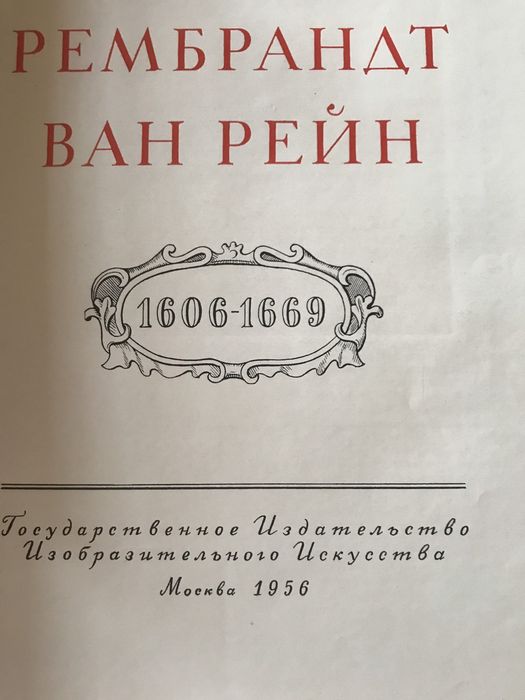 РЕМБРАНДТ
ВАН РЕЙН
1606-1669
Государственное Издательство
Изобразительного Искусства
Москва 1956